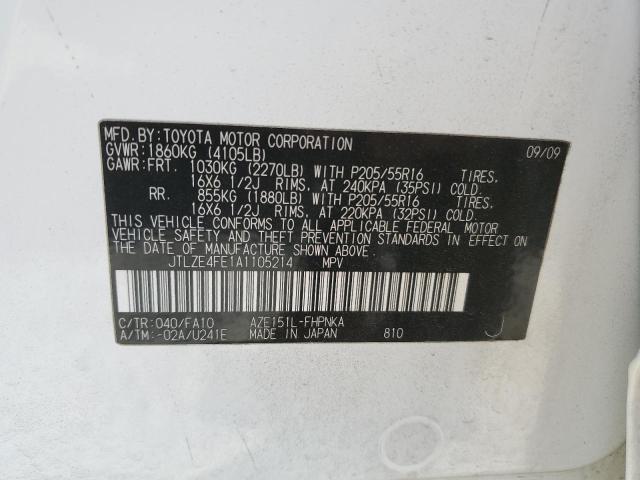 MFD. BY: TOYOTA MOTOR CORPORATION 09/09
GVWR: 1860KG (4105LB)
GAWR: FRT. 1030KG (2270LB) WITH P205/55R16 TIRES.
16X6 1/2J RIMS, AT 240KPA (35PSI) COLD.
RR. 855KG (1880LB) WITH P205/55R16 TIRES.
16X6 1/2J RIMS, AT 220KPA (32PSI) COLD.
THIS VEHICLE CONFORMS TO ALL APPLICABLE FEDERAL MOTOR
VEHICLE SAFETY AND THEFT PREVENTION STANDARDS IN EFFECT
ON THE DATE OF MANUFACTURE SHOWN ABOVE.
JTLZE4FE1A1105214 MPV
C/TR: 040/FA10 AZE151L-FHPNKA
A/TM: -02A/U241E MADE IN JAPAN 810 J